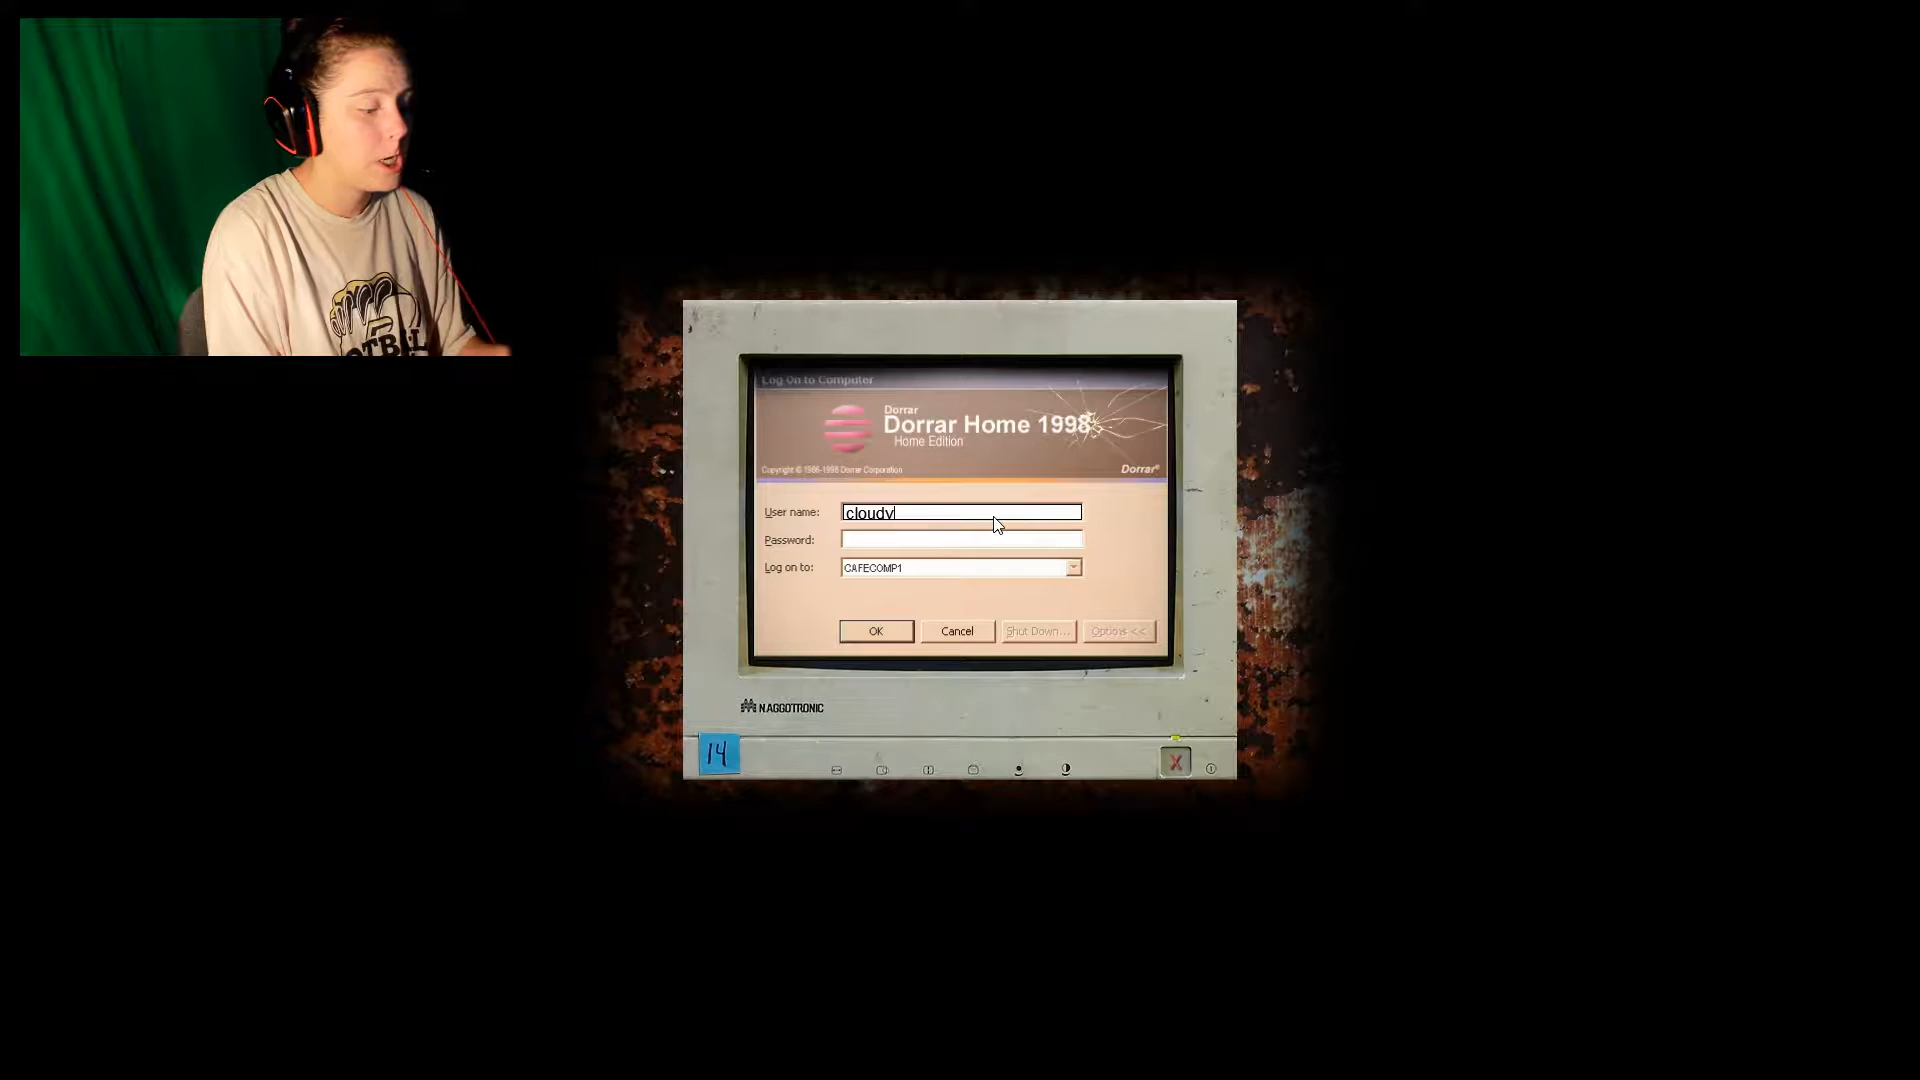 Log On to Computer
Dorrar
Dorrar Home 1998
Home Edition
Copyright © 1986-1998 Dorrar Corporation
Dorrar®
User name: cloudy
Password:
Log on to: CAFECOMP1
OK Cancel Shut Down... Options <<
NAGGOTRONIC
14
X